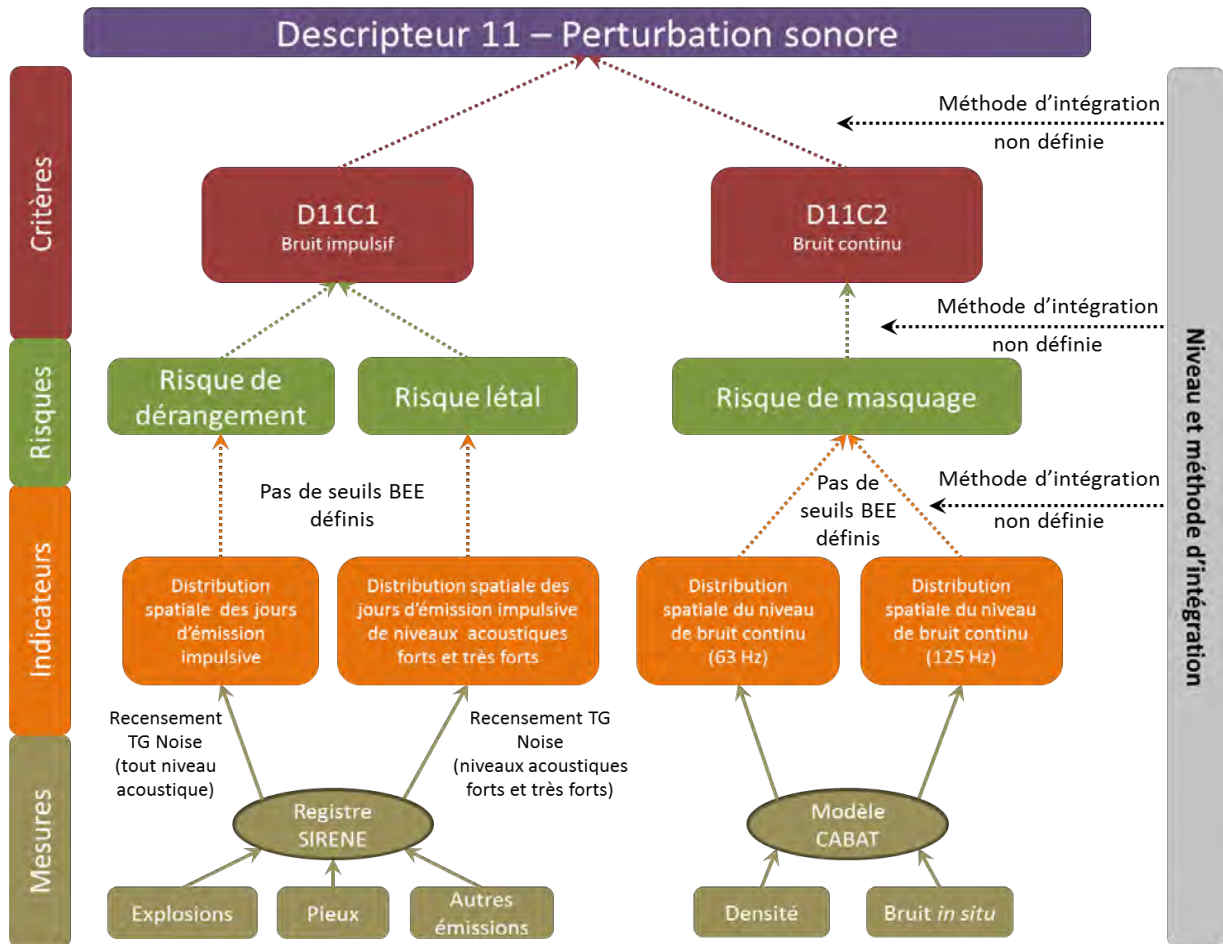 Descripteur 11 – Perturbation sonore
Critères
Méthode d'intégration
non définie
D11C1
Bruit impulsif
D11C2
Bruit continu
Méthode d'intégration
non définie
Niveau et méthode d'intégration
Risques
Risque de
dérangement
Risque létal
Risque de masquage
Pas de seuils BEE
définis
Pas de
seuils BEE
définis
Méthode d'intégration
non définie
Indicateurs
Distribution
spatiale des jours
d'émission
impulsive
Distribution spatiale des
jours d'émission impulsive
de niveaux acoustiques
forts et très forts
Distribution
spatiale du niveau
de bruit continu
(63 Hz)
Distribution
spatiale du niveau
de bruit continu
(125 Hz)
Recensement
TG Noise
(tout niveau
acoustique)
Recensement TG
Noise
(niveaux acoustiques
forts et très forts)
Mesures
Registre
SIRENE
Modèle
CABAT
Explosions
Pieux
Autres
émissions
Densité
Bruit in situ